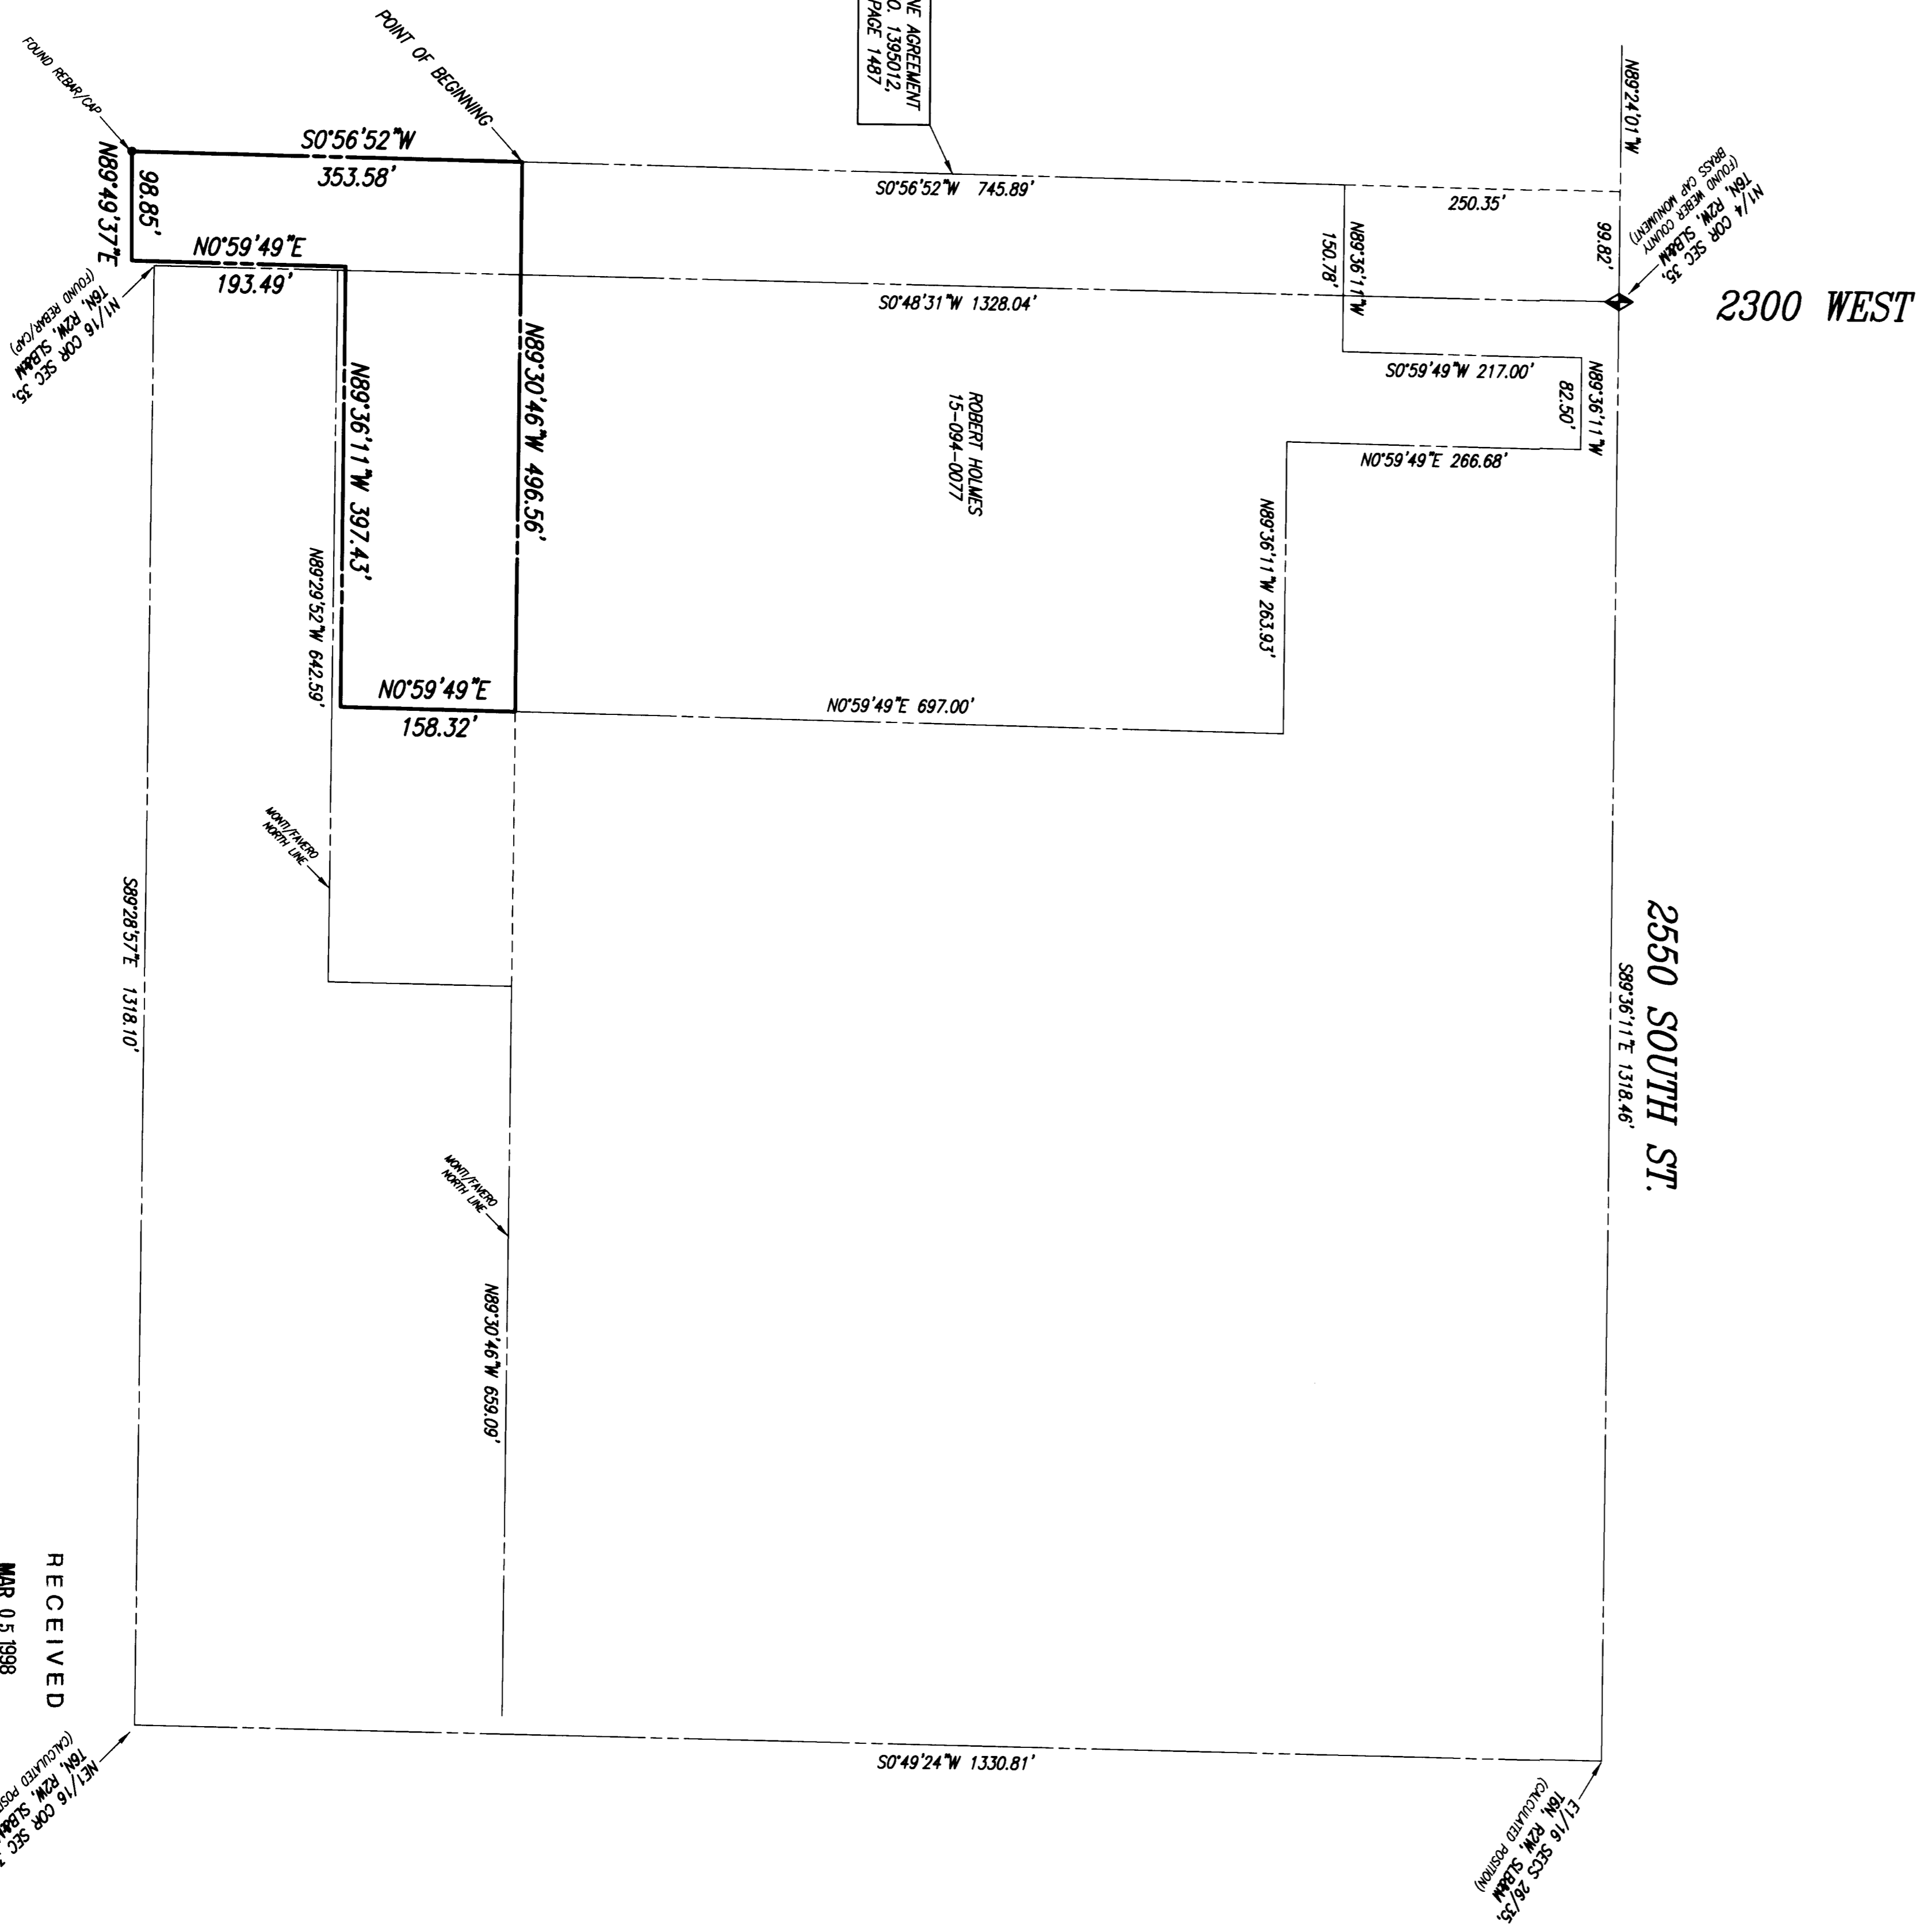 2300 WEST
N89°24'01"W
99.82'
N1/4 COR SEC 35,
T6N, R2W, SLB&M
(FOUND WEBER COUNTY
BRASS CAP MONUMENT)
2550 SOUTH ST.
S89°36'11"E 1318.46'
E1/16 SECS 26/35,
T6N, R2W, SLB&M
(CALCULATED POSITION)
250.35'
N89°36'11"W
82.50'
S0°59'49"W 217.00'
N0°59'49"E 266.68'
N89°36'11"W
150.78'
N89°36'11"W 263.93'
NE AGREEMENT
O. 1395012,
PAGE 1487
S0°56'52"W 745.89'
S0°48'31"W 1328.04'
ROBERT HOLMES
15-094-0077
N0°59'49"E 697.00'
S0°49'24"W 1330.81'
POINT OF BEGINNING
N89°30'46"W 496.56'
MONTI/FAVERO
NORTH LINE
N89°30'46"W 659.09'
S0°56'52"W
353.58'
N89°36'11"W 397.43'
N0°59'49"E
158.32'
N89°29'52"W 642.59'
MONTI/FAVERO
NORTH LINE
N0°59'49"E
193.49'
FOUND REBAR/CAP
98.85'
N89°49'37"E
N1/16 COR SEC 35,
T6N, R2W, SLB&M
(FOUND REBAR/CAP)
S89°28'57"E 1318.10'
NE1/16 COR SEC
T6N, R2W, SLB&M
(CALCULATED
RECEIVED
MAR 05 1998